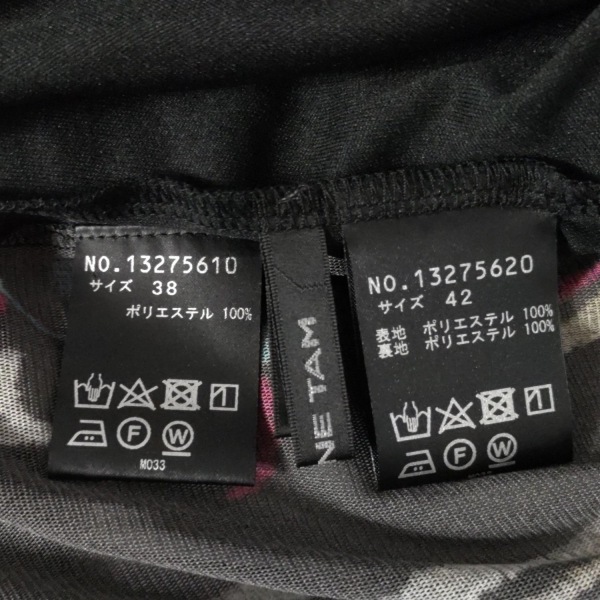 NO.13275610
サイズ 38
ポリエステル 100%
F
W
M033
NE TAM
NO.13275620
サイズ 42
表地 ポリエステル 100%
裏地 ポリエステル 100%
F
W